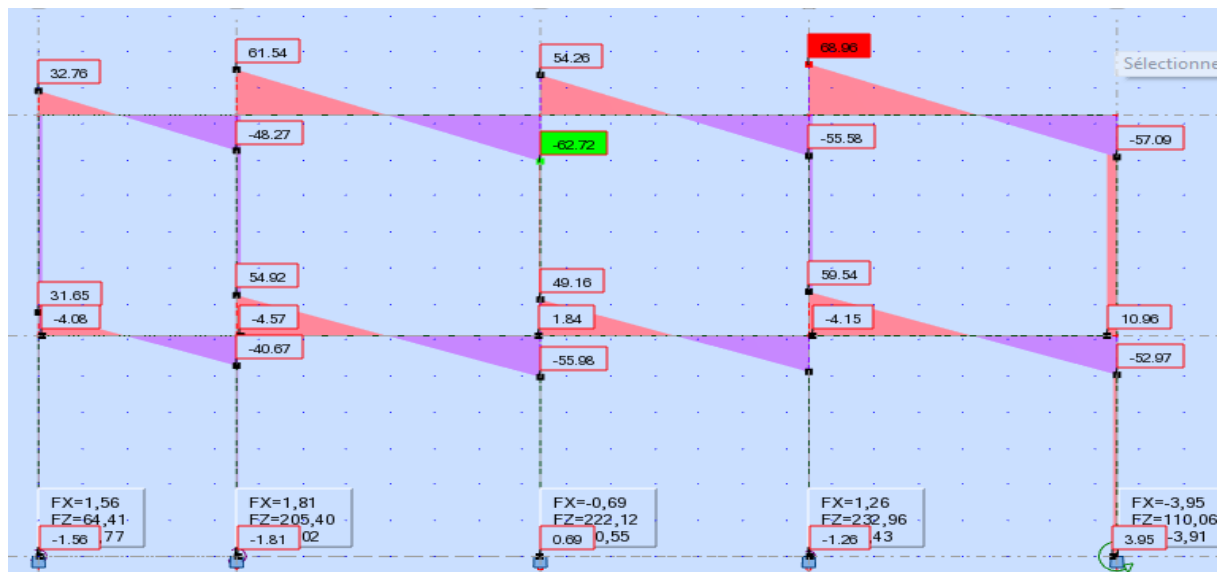 61.54
54.26
68.96
32.76
Sélectionne
-48.27
-62.72
-55.58
-57.09
54.92
49.16
59.54
31.65
-4.08
-4.57
1.84
-4.15
10.96
-40.67
-55.98
-52.97
FX=1,56
FZ=64,41
,77
-1.56
FX=1,81
FZ=205,40
02
-1.81
FX=-0,69
FZ=222,12
0,55
0.69
FX=1,26
FZ=232,96
,43
-1.26
FX=-3,95
FZ=110,06
-3,91
3.95